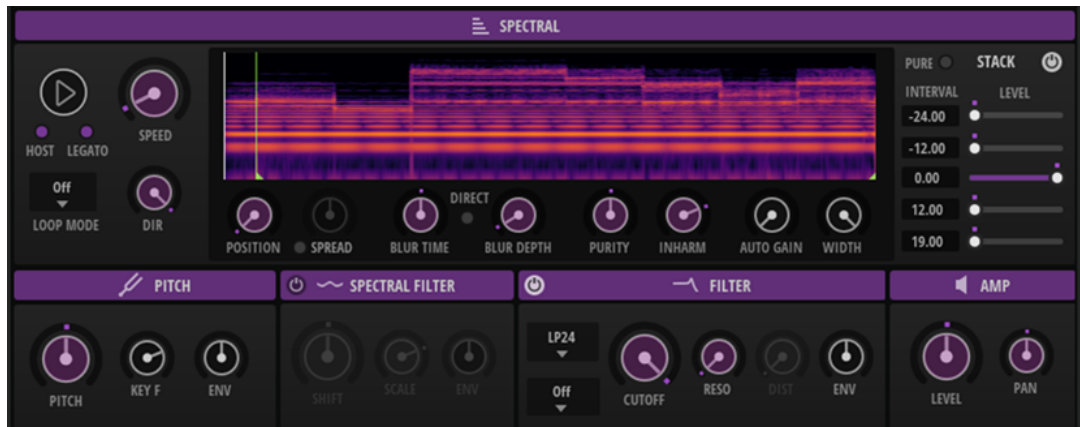 SPECTRAL
SPEED
HOST LEGATO
Off
LOOP MODE
DIR
POSITION
SPREAD
BLUR TIME
DIRECT
BLUR DEPTH
PURITY
INHARM
AUTO GAIN
WIDTH
PURE
STACK
INTERVAL
LEVEL
-24.00
-12.00
0.00
12.00
19.00
PITCH
PITCH
KEY F
ENV
SPECTRAL FILTER
SHIFT
SCALE
ENV
FILTER
LP24
Off
CUTOFF
RESO
DIST
ENV
AMP
LEVEL
PAN